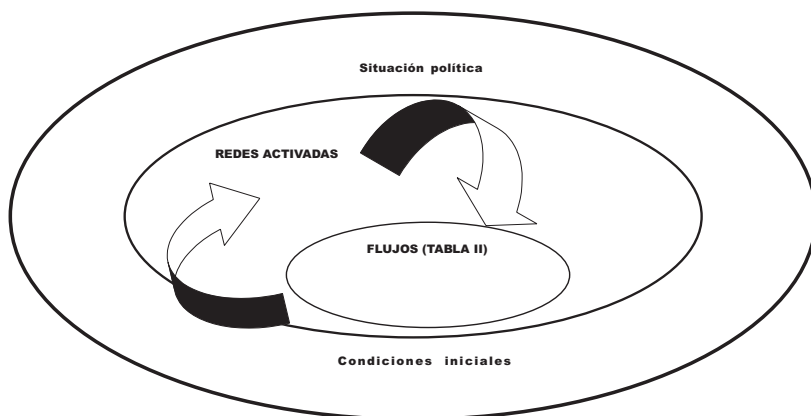 Situación política
REDES ACTIVADAS
FLUJOS (TABLA II)
Condiciones iniciales